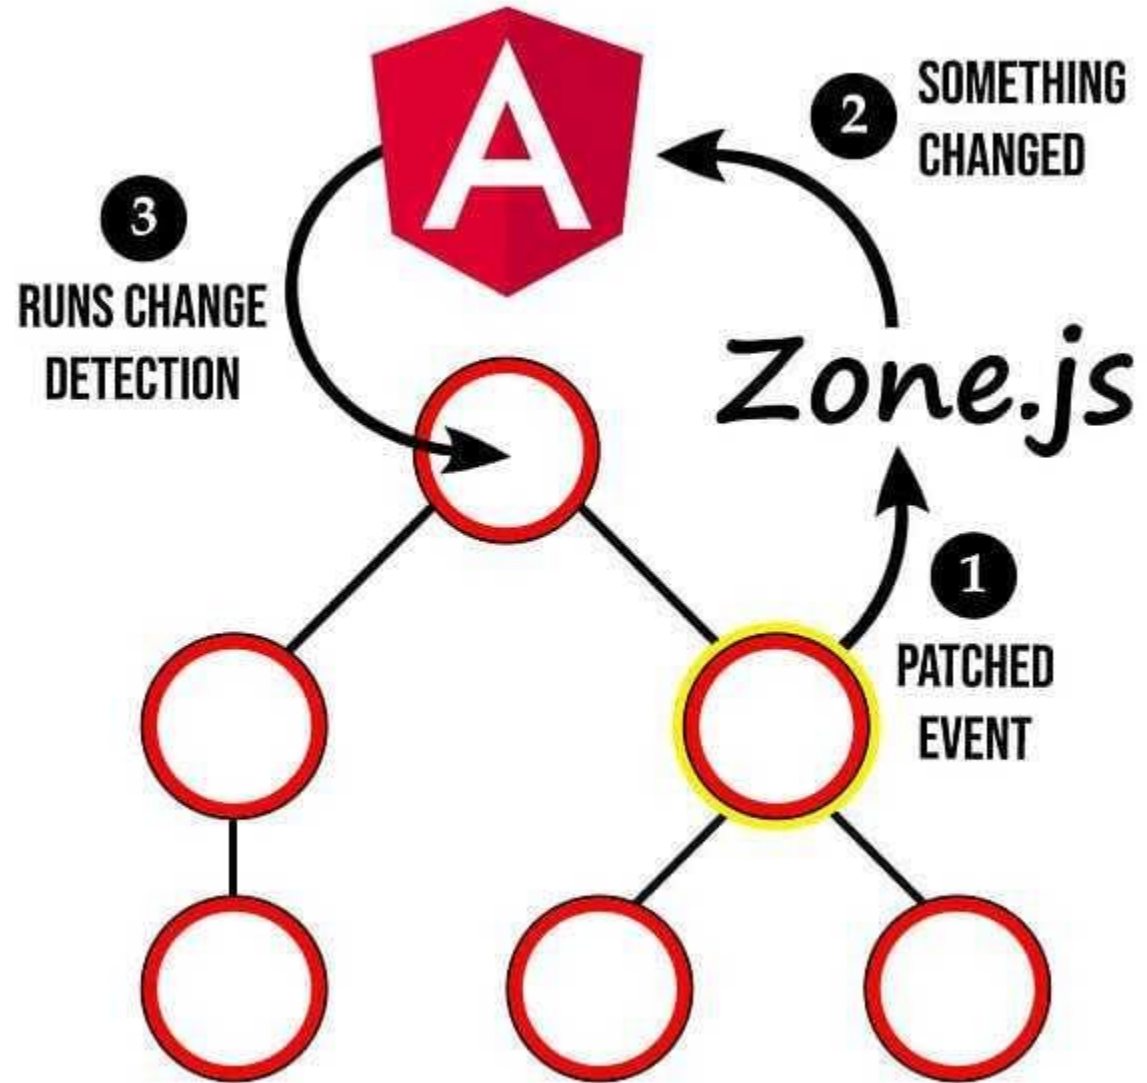 A
2
SOMETHING
CHANGED
3
RUNS CHANGE
DETECTION
Zone.js
1
PATCHED
EVENT